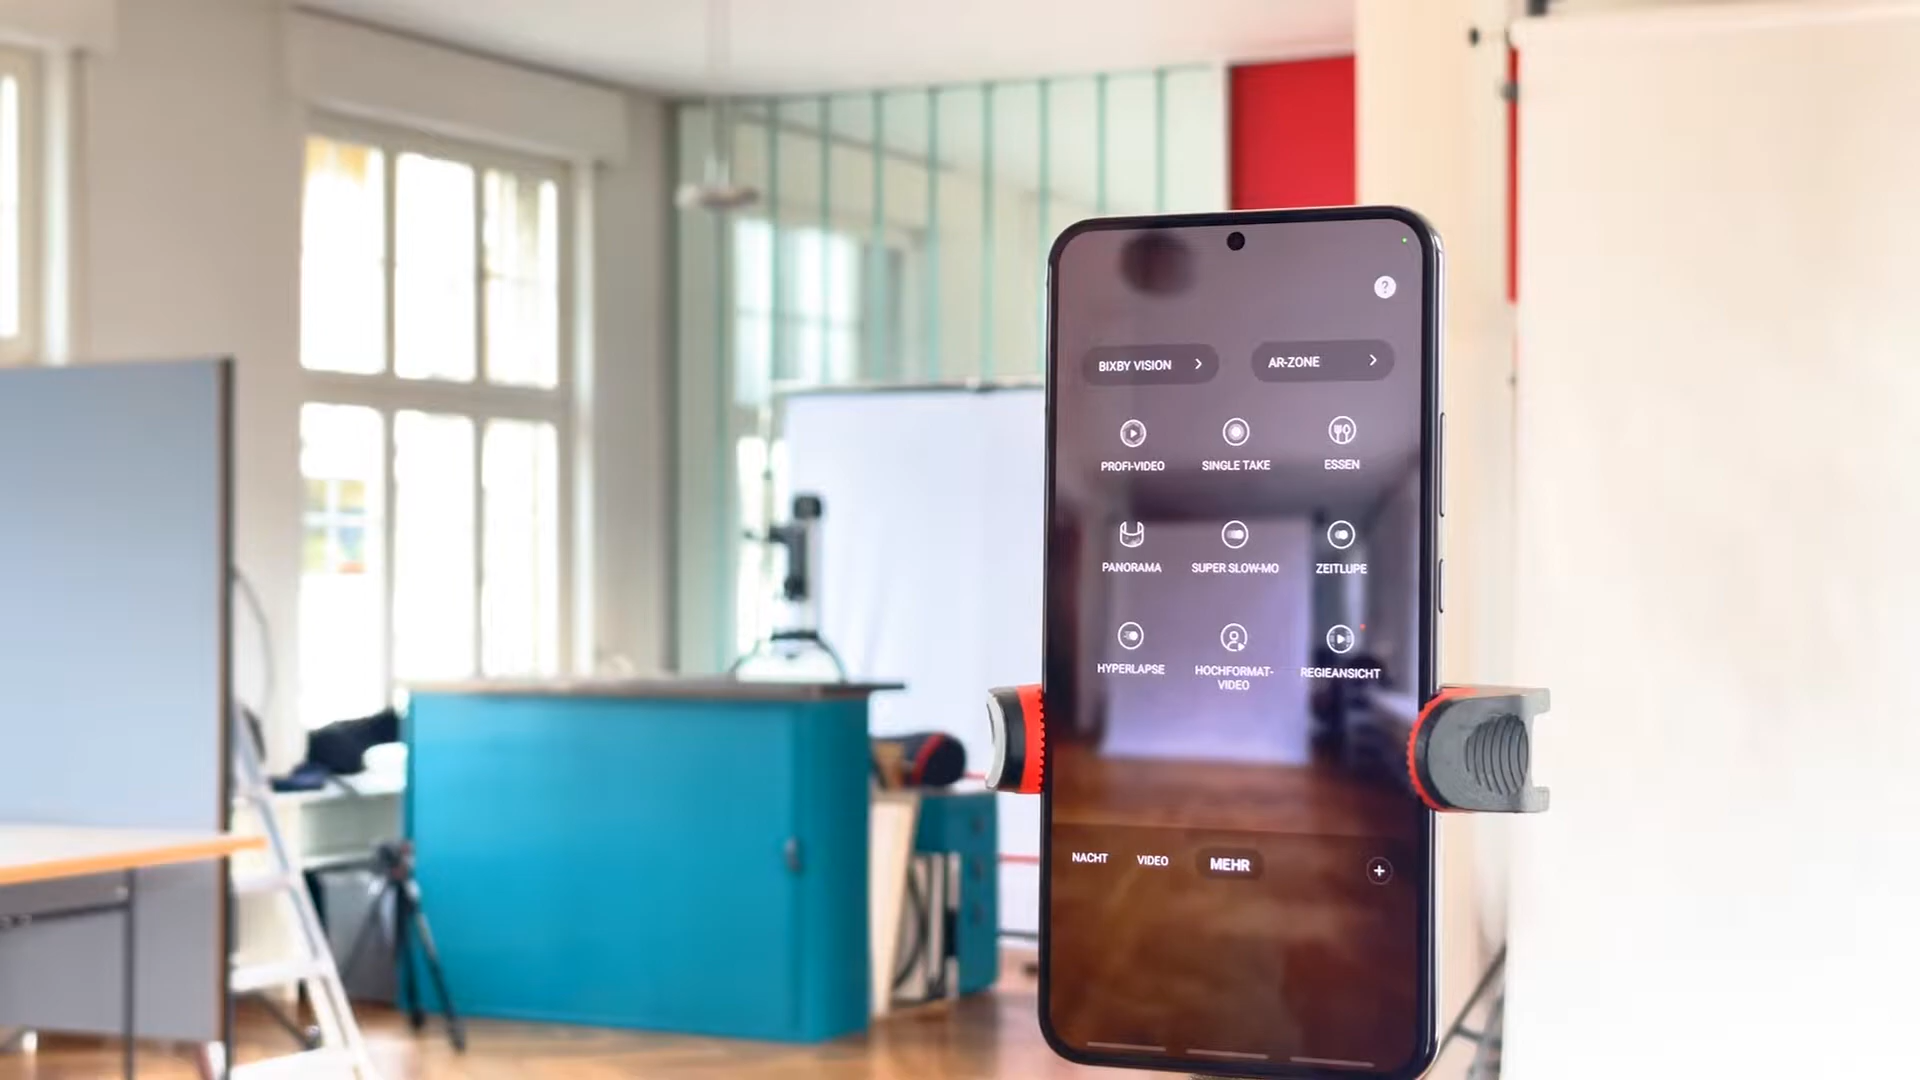 ?
BIXBY VISION >
AR-ZONE >
PROFI-VIDEO
SINGLE TAKE
ESSEN
PANORAMA
SUPER SLOW-MO
ZEITLUPE
HYPERLAPSE
HOCHFORMAT-
VIDEO
REGIEANSICHT
NACHT
VIDEO
MEHR
+